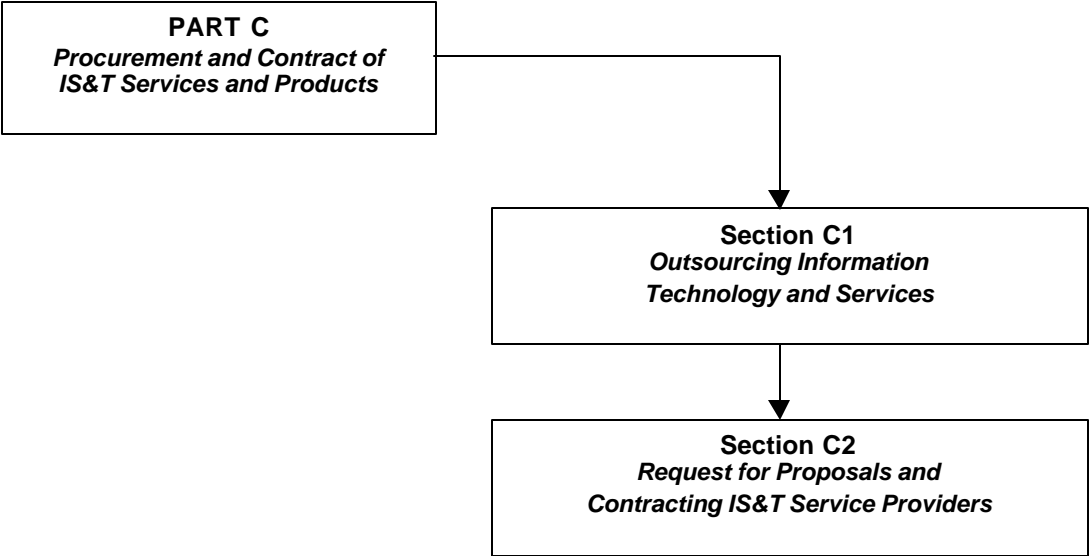 PART C
Procurement and Contract of
IS&T Services and Products
Section C1
Outsourcing Information
Technology and Services
Section C2
Request for Proposals and
Contracting IS&T Service Providers